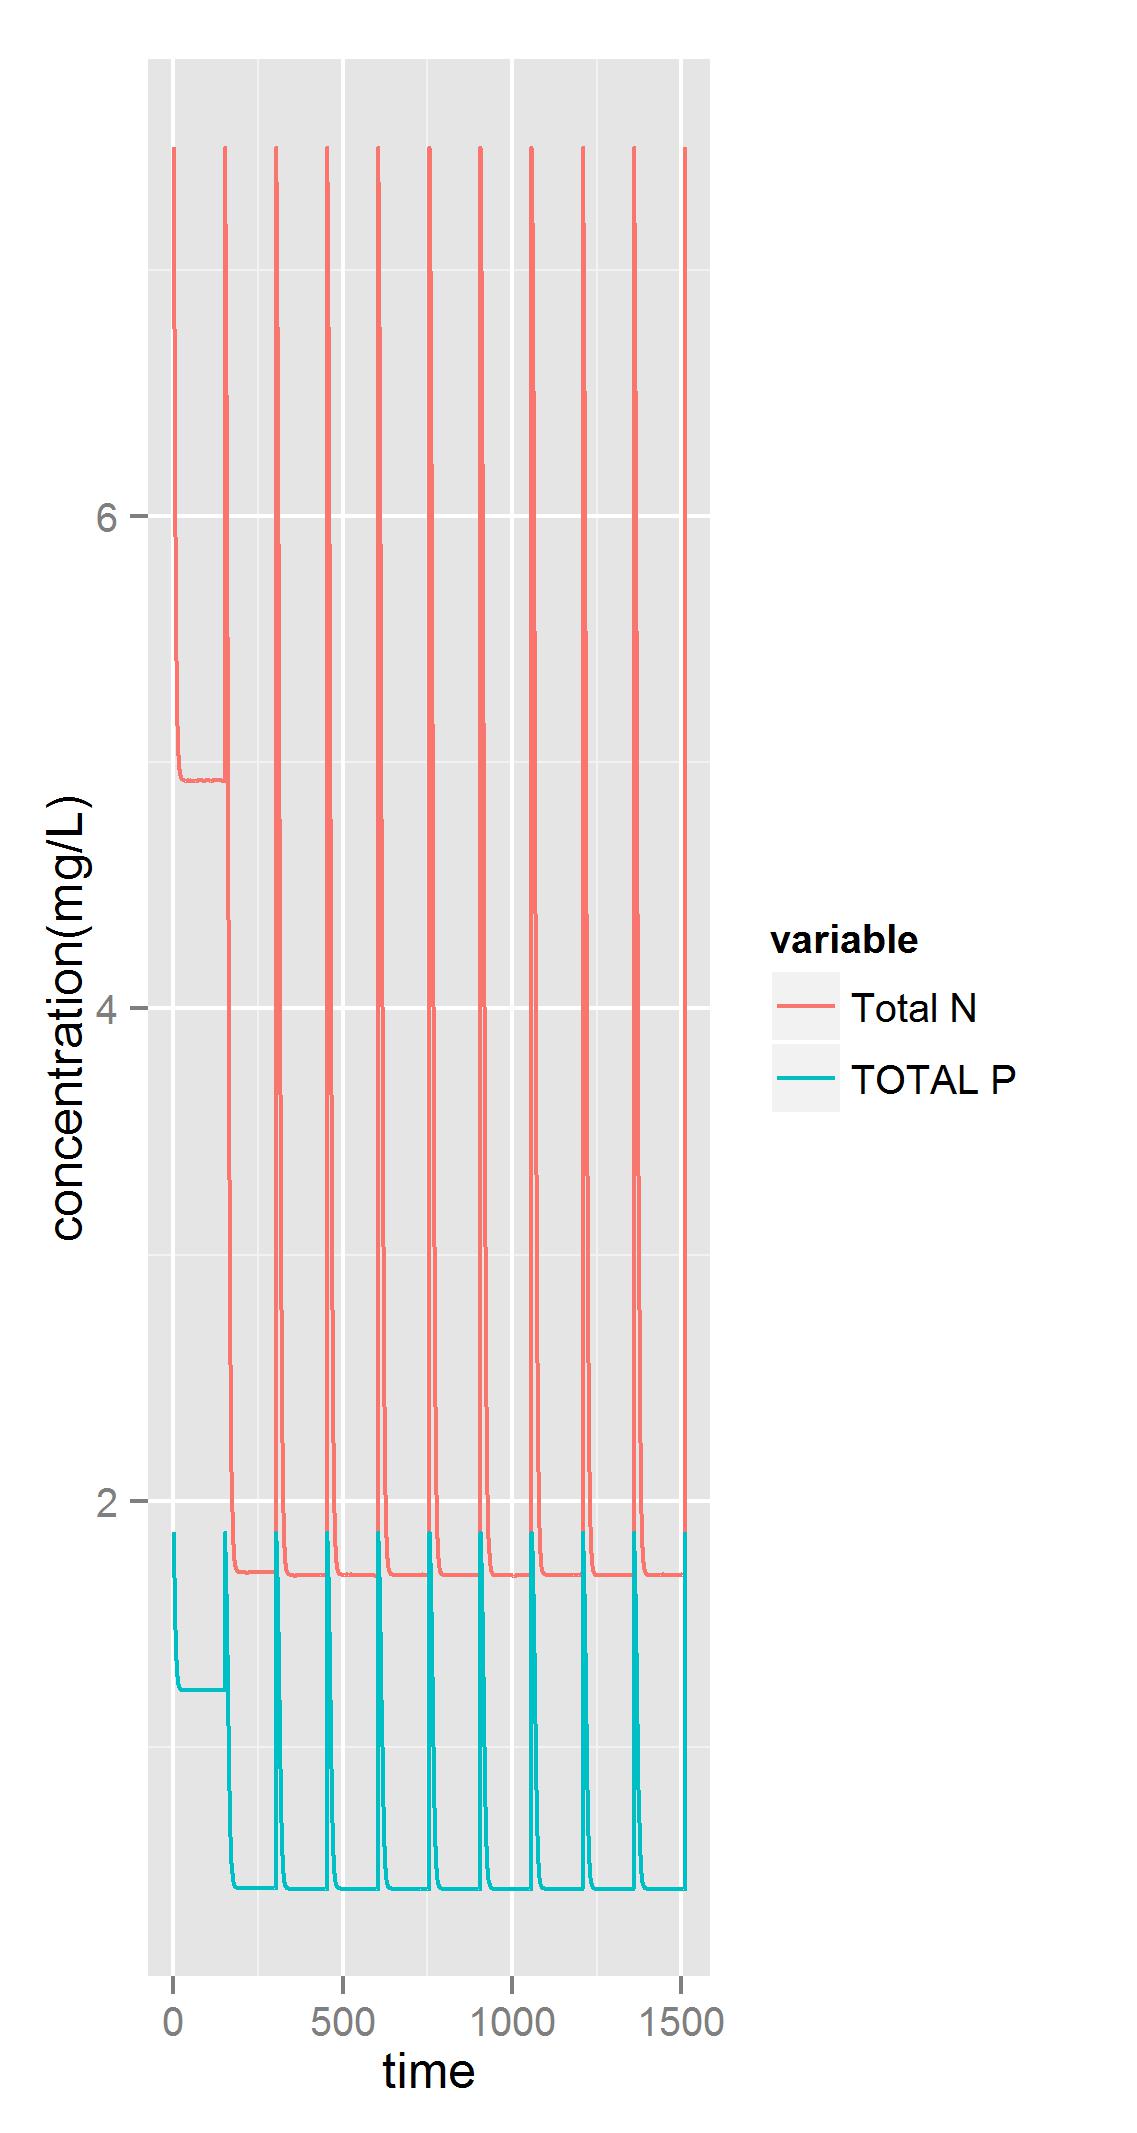 concentration(mg/L)
6
4
2
0 500 1000 1500
time
variable
Total N
TOTAL P